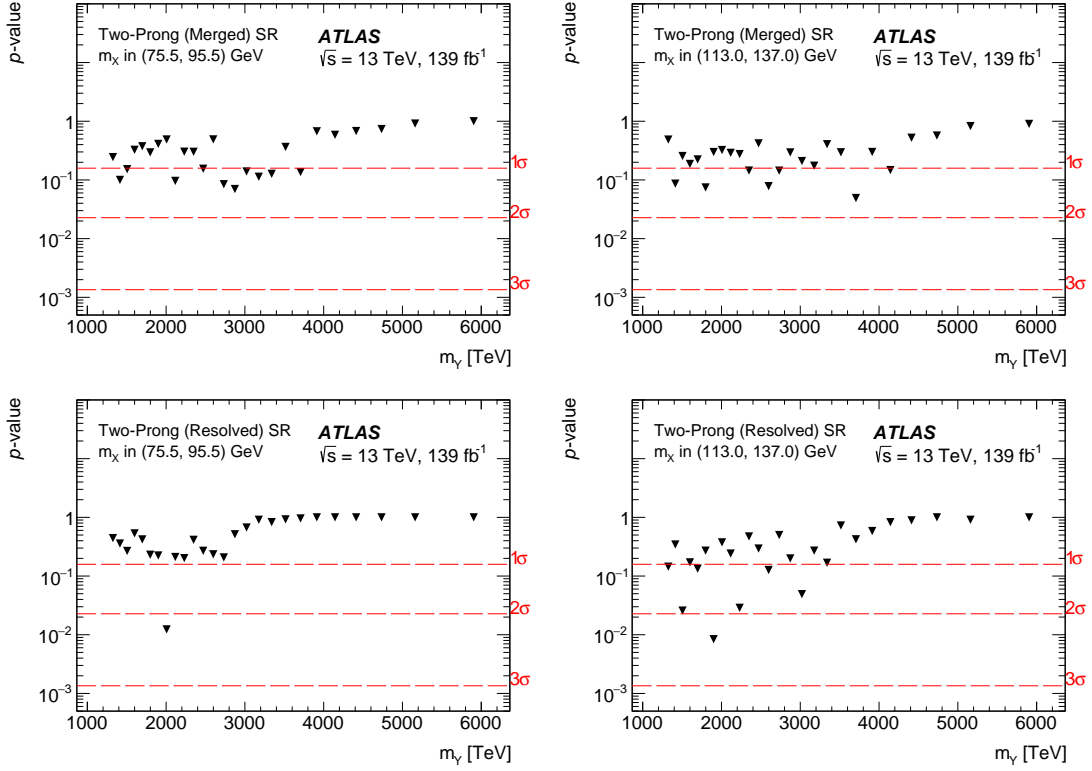 p-value
Two-Prong (Merged) SR
m_X in (75.5, 95.5) GeV
ATLAS
√s = 13 TeV, 139 fb⁻¹
1
10⁻¹
10⁻²
10⁻³
1σ
2σ
3σ
1000 2000 3000 4000 5000 6000
m_Y [TeV]
p-value
Two-Prong (Merged) SR
m_X in (113.0, 137.0) GeV
ATLAS
√s = 13 TeV, 139 fb⁻¹
1
10⁻¹
10⁻²
10⁻³
1σ
2σ
3σ
1000 2000 3000 4000 5000 6000
m_Y [TeV]
p-value
Two-Prong (Resolved) SR
m_X in (75.5, 95.5) GeV
ATLAS
√s = 13 TeV, 139 fb⁻¹
1
10⁻¹
10⁻²
10⁻³
1σ
2σ
3σ
1000 2000 3000 4000 5000 6000
m_Y [TeV]
p-value
Two-Prong (Resolved) SR
m_X in (113.0, 137.0) GeV
ATLAS
√s = 13 TeV, 139 fb⁻¹
1
10⁻¹
10⁻²
10⁻³
1σ
2σ
3σ
1000 2000 3000 4000 5000 6000
m_Y [TeV]